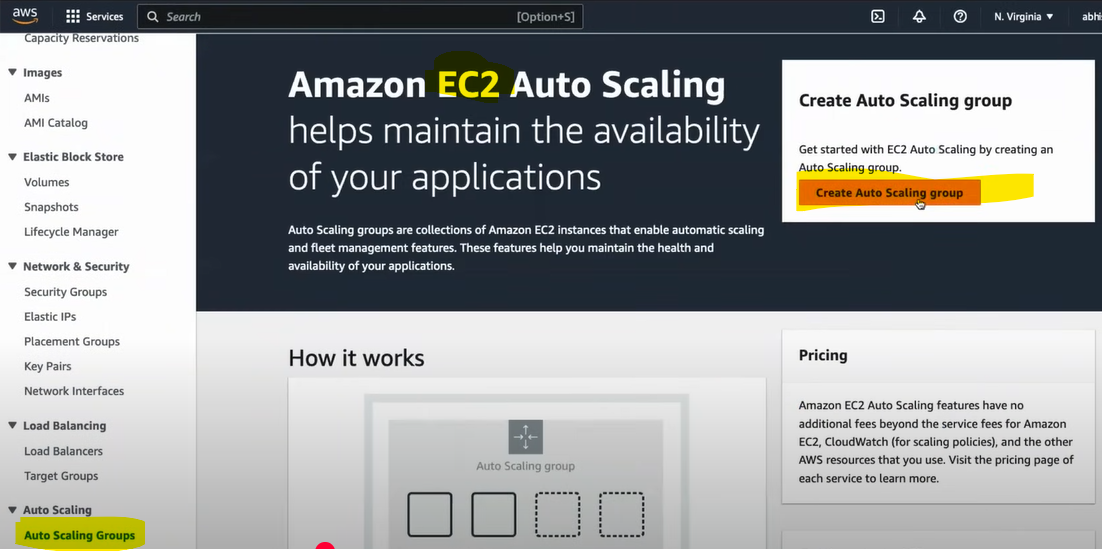 aws
Services
Search
[Option+S]
N. Virginia
Capacity Reservations
Images
AMIs
AMI Catalog
Elastic Block Store
Volumes
Snapshots
Lifecycle Manager
Network & Security
Security Groups
Elastic IPs
Placement Groups
Key Pairs
Network Interfaces
Load Balancing
Load Balancers
Target Groups
Auto Scaling
Auto Scaling Groups
Amazon EC2 Auto Scaling
helps maintain the availability
of your applications
Auto Scaling groups are collections of Amazon EC2 instances that enable automatic scaling
and fleet management features. These features help you maintain the health and
availability of your applications.
Create Auto Scaling group
Get started with EC2 Auto Scaling by creating an
Auto Scaling group.
Create Auto Scaling group
How it works
Auto Scaling group
Pricing
Amazon EC2 Auto Scaling features have no
additional fees beyond the service fees for Amazon
EC2, CloudWatch (for scaling policies), and the other
AWS resources that you use. Visit the pricing page of
each service to learn more.